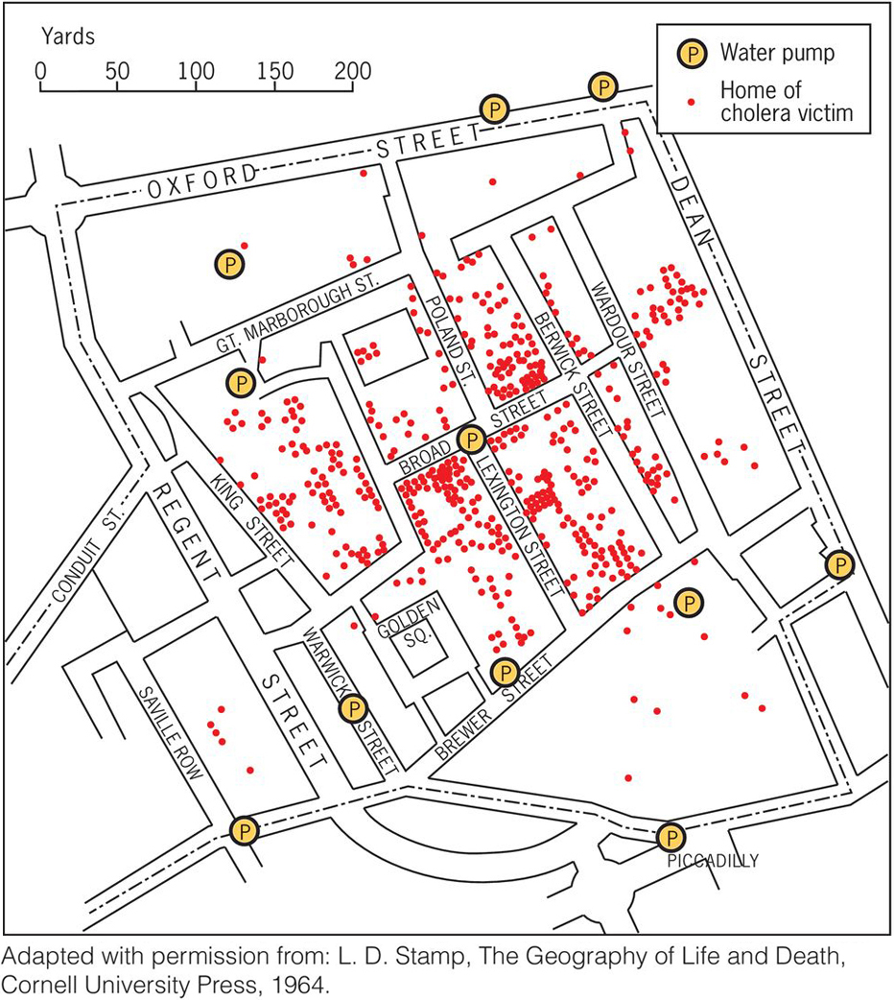 Yards
0 50 100 150 200
P Water pump
Home of
cholera victim
P
P
OXFORD STREET
DEAN STREET
P
GT. MARBOROUGH ST.
POLAND ST.
BERWICK STREET
WARDOUR STREET
P
BROAD STREET
P
LEXINGTON STREET
KING STREET
REGENT STREET
CONDUIT ST.
P
P
GOLDEN
SQ.
WARWICK STREET
P
P
BREWER STREET
SAVILLE ROW
P
P
PICCADILLY
Adapted with permission from: L. D. Stamp, The Geography of Life and Death,
Cornell University Press, 1964.